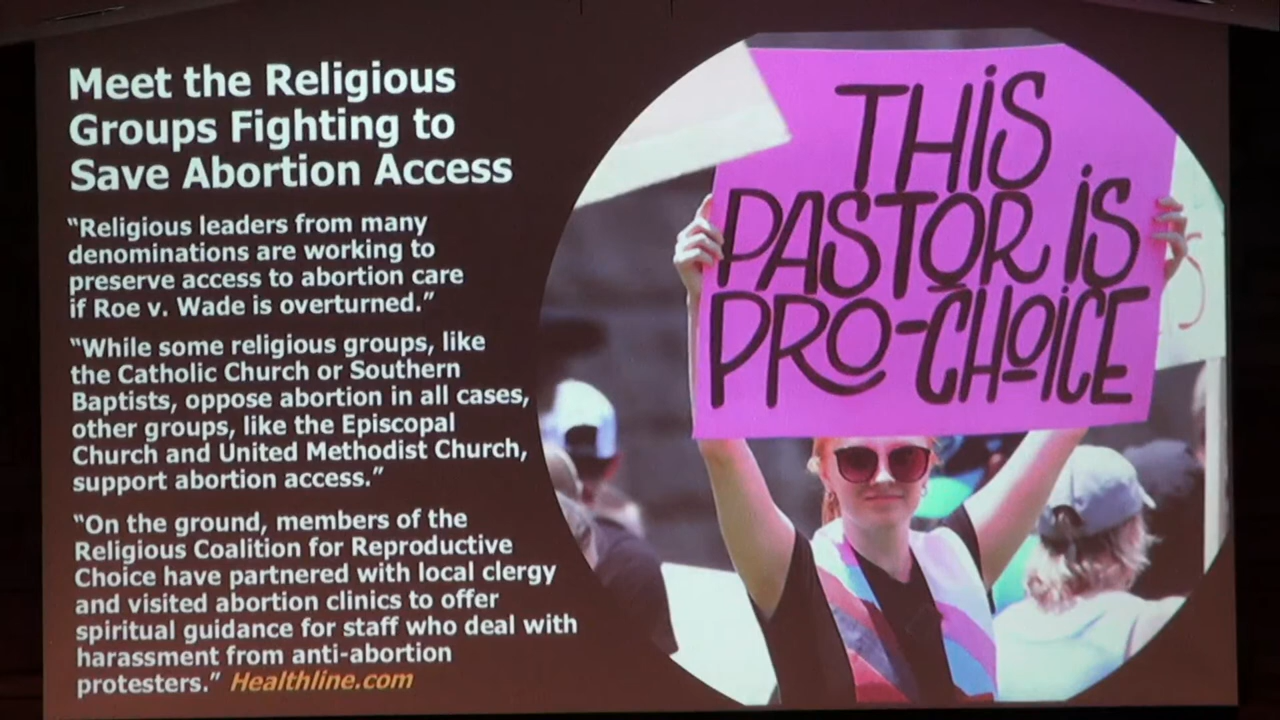 Meet the Religious
Groups Fighting to
Save Abortion Access
“Religious leaders from many
denominations are working to
preserve access to abortion care
if Roe v. Wade is overturned.”
“While some religious groups, like
the Catholic Church or Southern
Baptists, oppose abortion in all cases,
other groups, like the Episcopal
Church and United Methodist Church,
support abortion access.”
“On the ground, members of the
Religious Coalition for Reproductive
Choice have partnered with local clergy
and visited abortion clinics to offer
spiritual guidance for staff who deal with
harassment from anti-abortion
protesters.” Healthline.com
THIS
PASTOR IS
PRO-CHOICE